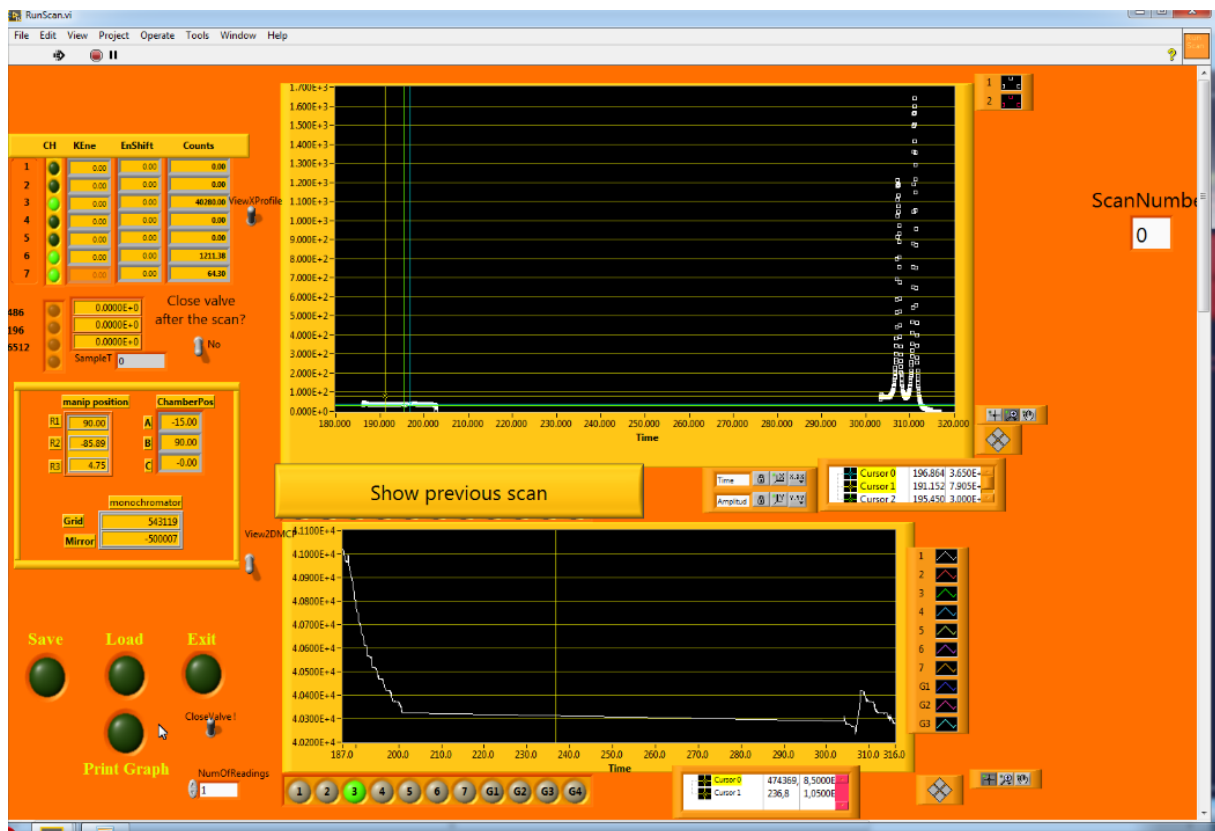 RunScan.vi
File Edit View Project Operate Tools Window Help
1
2
1.700E+3
1.600E+3
1.500E+3
1.400E+3
1.300E+3
1.200E+3
1.100E+3
1.000E+3
9.000E+2
8.000E+2
7.000E+2
6.000E+2
5.000E+2
4.000E+2
3.000E+2
2.000E+2
1.000E+2
0.000E+0
180.000 190.000 200.000 210.000 220.000 230.000 240.000 250.000 260.000 270.000 280.000 290.000 300.000 310.000 320.000
Time
CH KEne EnShift Counts
1 0.00 0.00 0.00
2 0.00 0.00 0.00
3 0.00 0.00 40280.00
4 0.00 0.00 0.00
5 0.00 0.00 0.00
6 0.00 0.00 1211.38
7 0.00 0.00 64.30
ViewXProfile
ScanNumbe
0
486 0.0000E+0
196 0.0000E+0
6512 0.0000E+0
SampleT 0
Close valve
after the scan?
No
manip position ChamberPos
R1 90.00 A -15.00
R2 -85.89 B 90.00
R3 4.75 C -0.00
monochromator
Grid 543119
Mirror -500007
Show previous scan
Time
Amplitud
Cursor 0 196.864 3.650E+
Cursor 1 191.152 7.905E+
Cursor 2 195.450 3.000E+
View2DMCP
4.1100E+4
4.1000E+4
4.0900E+4
4.0800E+4
4.0700E+4
4.0600E+4
4.0500E+4
4.0400E+4
4.0300E+4
4.0200E+4
187.0 200.0 210.0 220.0 230.0 240.0 250.0 260.0 270.0 280.0 290.0 300.0 310.0 316.0
Time
1
2
3
4
5
6
7
G1
G2
G3
Save Load Exit
CloseValve!
Print Graph
NumOfReadings
1
1 2 3 4 5 6 7 G1 G2 G3 G4
Cursor 0 474369, 8,5000E
Cursor 1 236,8 1,0500E